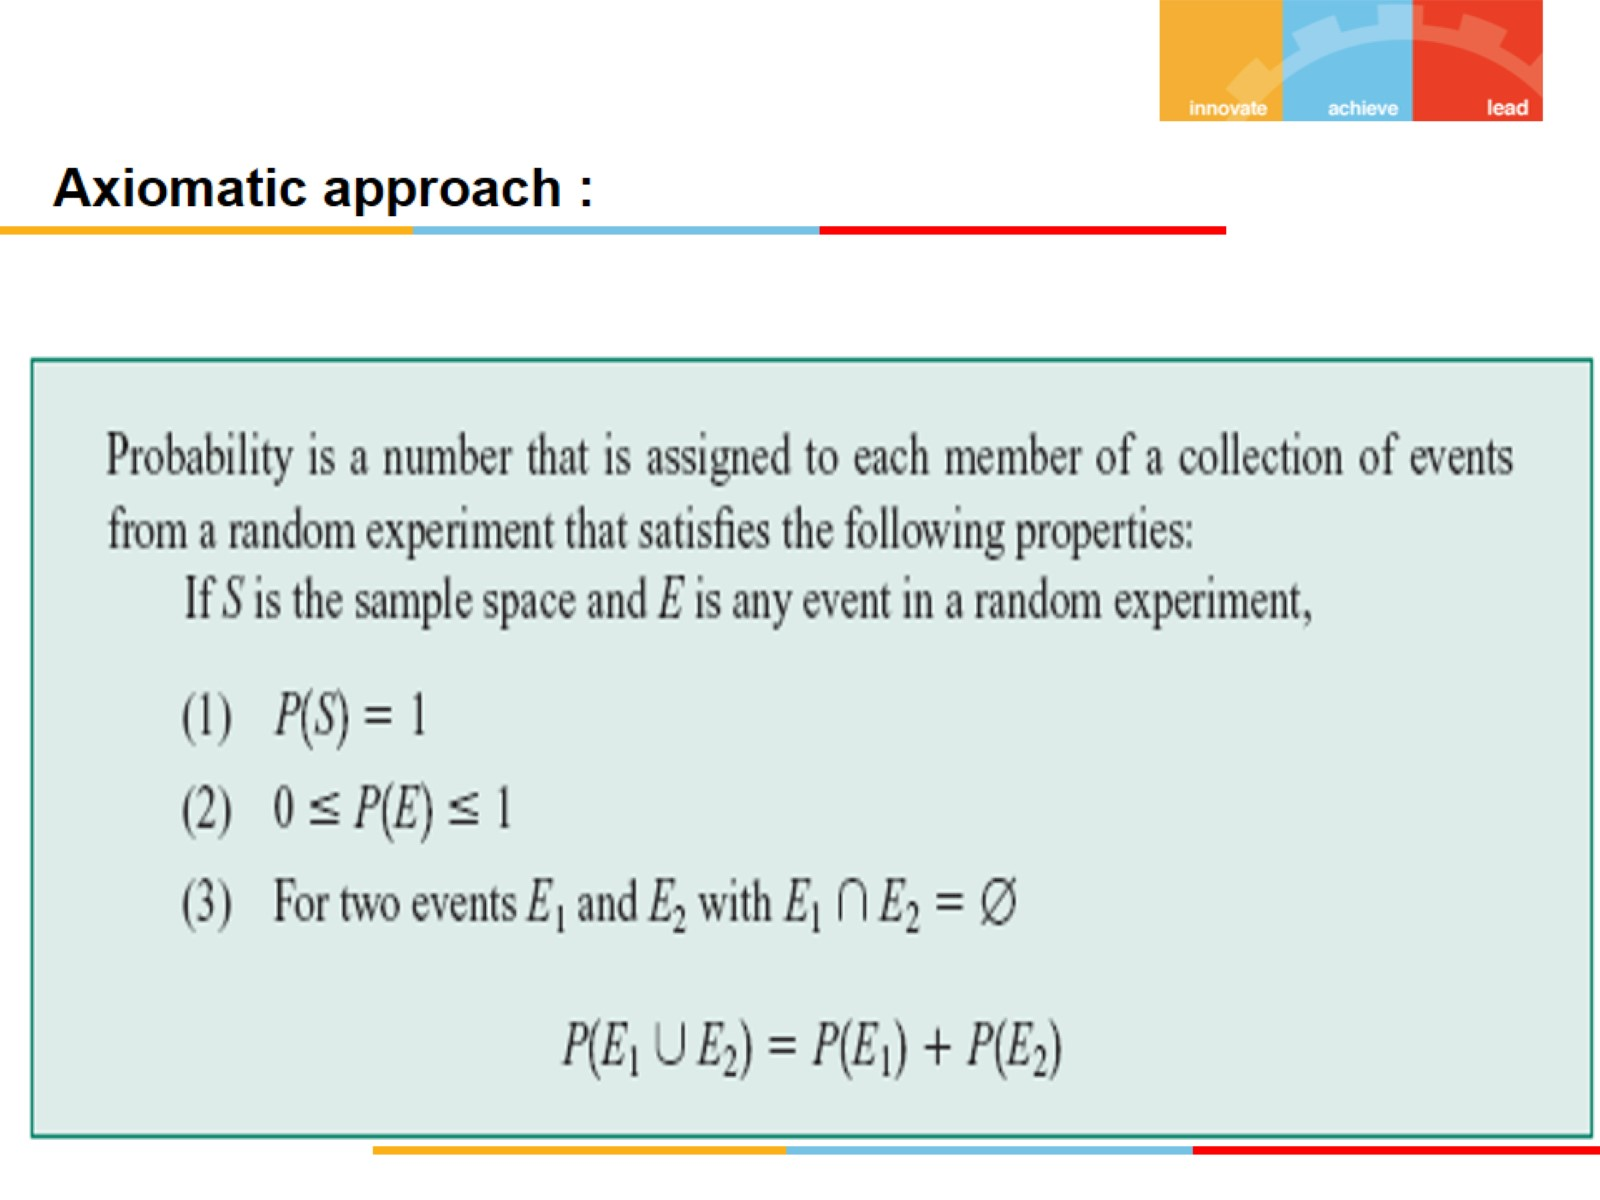 innovate achieve lead
Axiomatic approach :
Probability is a number that is assigned to each member of a collection of events
from a random experiment that satisfies the following properties:
If S is the sample space and E is any event in a random experiment,
(1) P(S) = 1
(2) 0 ≤ P(E) ≤ 1
(3) For two events E₁ and E₂ with E₁ ∩ E₂ = ∅
P(E₁ ∪ E₂) = P(E₁) + P(E₂)